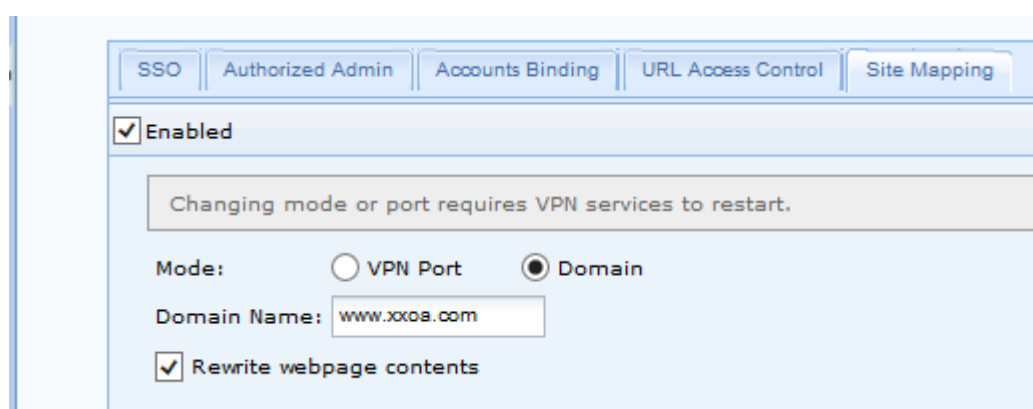 SSO Authorized Admin Accounts Binding URL Access Control Site Mapping
Enabled
Changing mode or port requires VPN services to restart.
Mode: VPN Port Domain
Domain Name: www.xxoa.com
Rewrite webpage contents